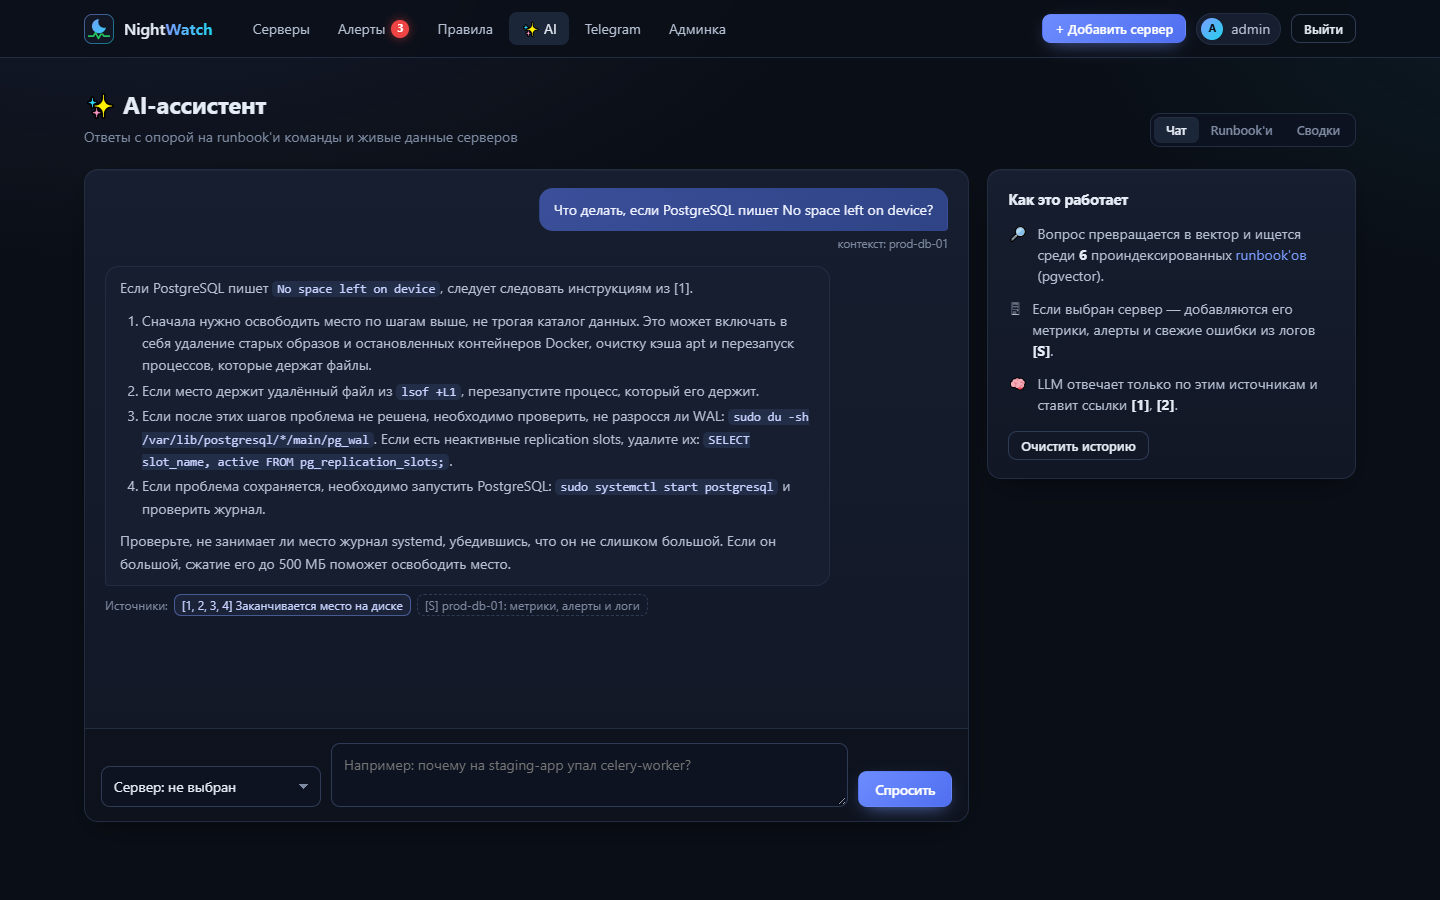 NightWatch
Серверы
Алерты 3
Правила
AI
Telegram
Админка
+ Добавить сервер
A admin
Выйти
AI-ассистент
Ответы с опорой на runbook'и команды и живые данные серверов
Чат
Runbook'и
Сводки
Что делать, если PostgreSQL пишет No space left on device?
контекст: prod-db-01
Если PostgreSQL пишет No space left on device, следует следовать инструкциям из [1].
1. Сначала нужно освободить место по шагам выше, не трогая каталог данных. Это может включать в
себя удаление старых образов и остановленных контейнеров Docker, очистку кэша apt и перезапуск
процессов, которые держат файлы.
2. Если место держит удалённый файл из lsof +L1, перезапустите процесс, который его держит.
3. Если после этих шагов проблема не решена, необходимо проверить, не разросся ли WAL: sudo du -sh
/var/lib/postgresql/*/main/pg_wal. Если есть неактивные replication slots, удалите их: SELECT
slot_name, active FROM pg_replication_slots;.
4. Если проблема сохраняется, необходимо запустить PostgreSQL: sudo systemctl start postgresql и
проверить журнал.
Проверьте, не занимает ли место журнал systemd, убедившись, что он не слишком большой. Если он
большой, сжатие его до 500 МБ поможет освободить место.
Источники: [1, 2, 3, 4] Заканчивается место на диске [S] prod-db-01: метрики, алерты и логи
Сервер: не выбран
Например: почему на staging-app упал celery-worker?
Спросить
Как это работает
Вопрос превращается в вектор и ищется
среди 6 проиндексированных runbook'ов
(pgvector).
Если выбран сервер — добавляются его
метрики, алерты и свежие ошибки из логов
[S].
LLM отвечает только по этим источникам и
ставит ссылки [1], [2].
Очистить историю